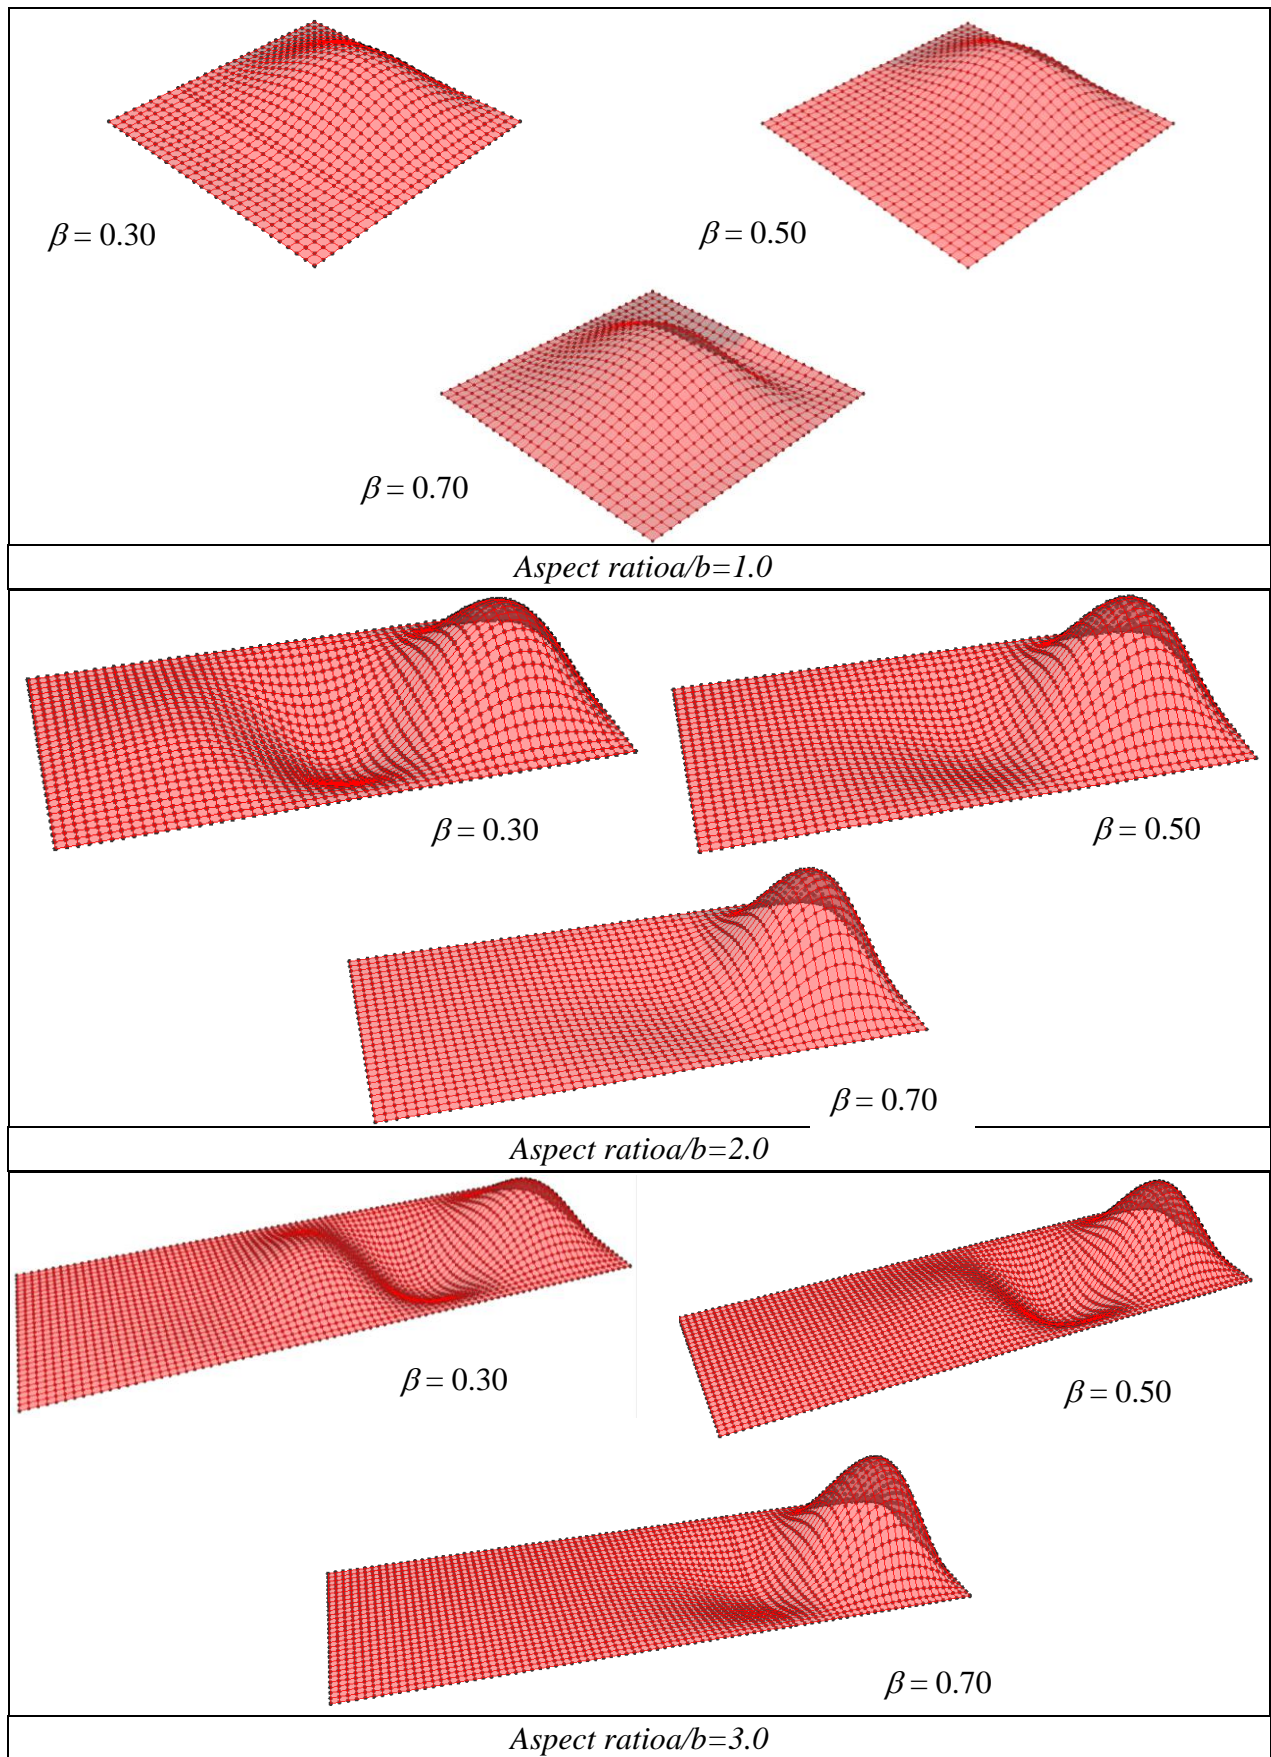 β = 0.30
β = 0.50
β = 0.70
Aspect ratioa/b=1.0
β = 0.30
β = 0.50
β = 0.70
Aspect ratioa/b=2.0
β = 0.30
β = 0.50
β = 0.70
Aspect ratioa/b=3.0